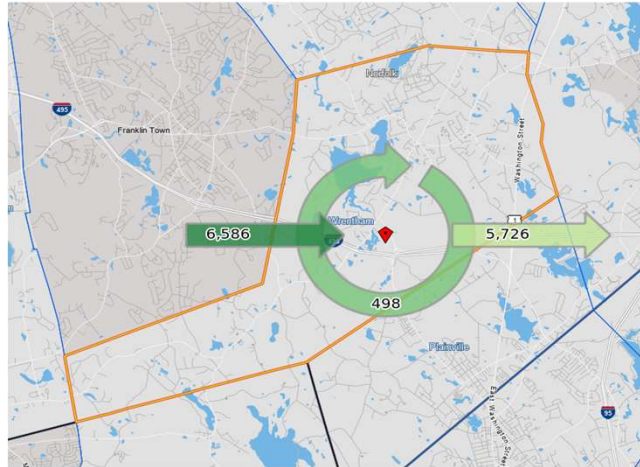 Norfolk
495
Franklin Town
Washington Street
Wrentham
1
6,586
5,726
498
Plainville
East Washington Street
95